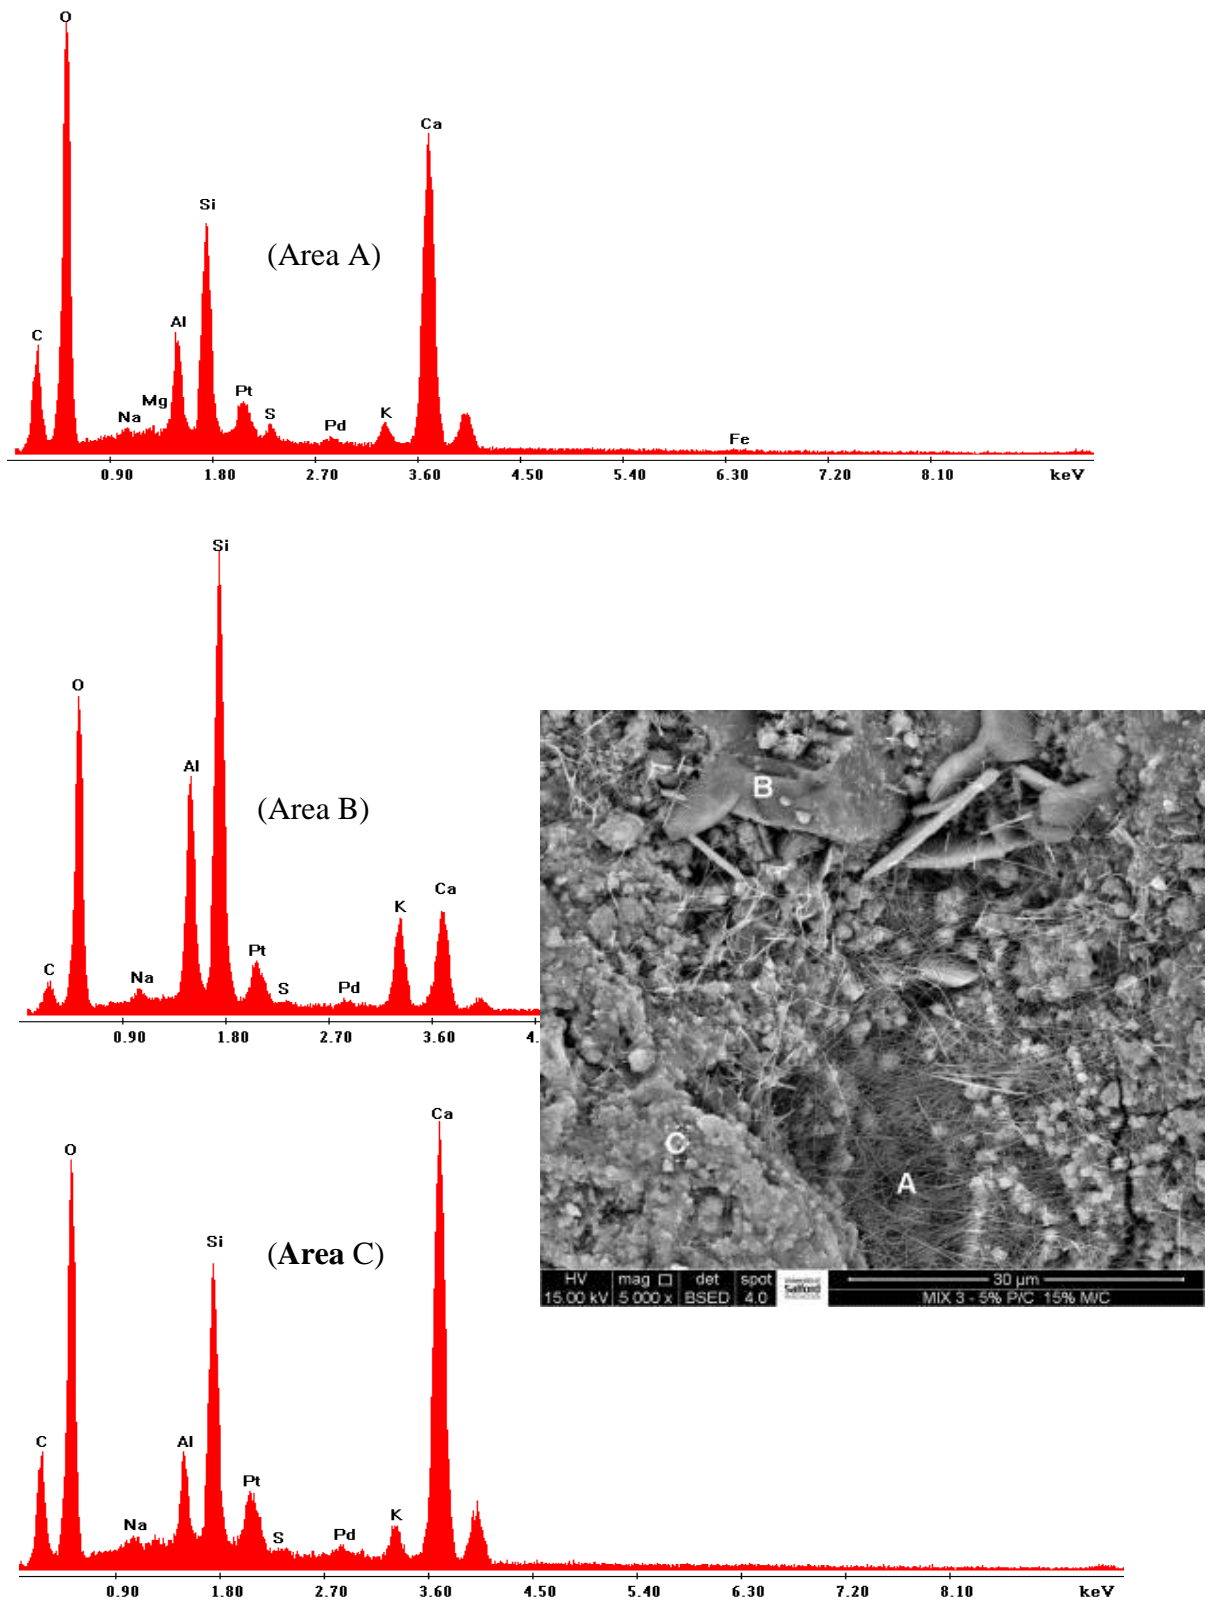 O
Ca
Si
(Area A)
C
Al
Na
Mg
Pt
S
Pd
K
Fe
0.90 1.80 2.70 3.60 4.50 5.40 6.30 7.20 8.10 keV
Si
O
Al
(Area B)
C
Na
Pt
S
Pd
K
Ca
0.90 1.80 2.70 3.60 4.
B
C
A
HV mag det spot 30 µm
15.00 kV 5 000 x BSED 4.0 Salford MIX 3 - 5% P/C 15% M/C
Ca
O
Si
(Area C)
C
Al
Na
Pt
S
Pd
K
0.90 1.80 2.70 3.60 4.50 5.40 6.30 7.20 8.10 keV